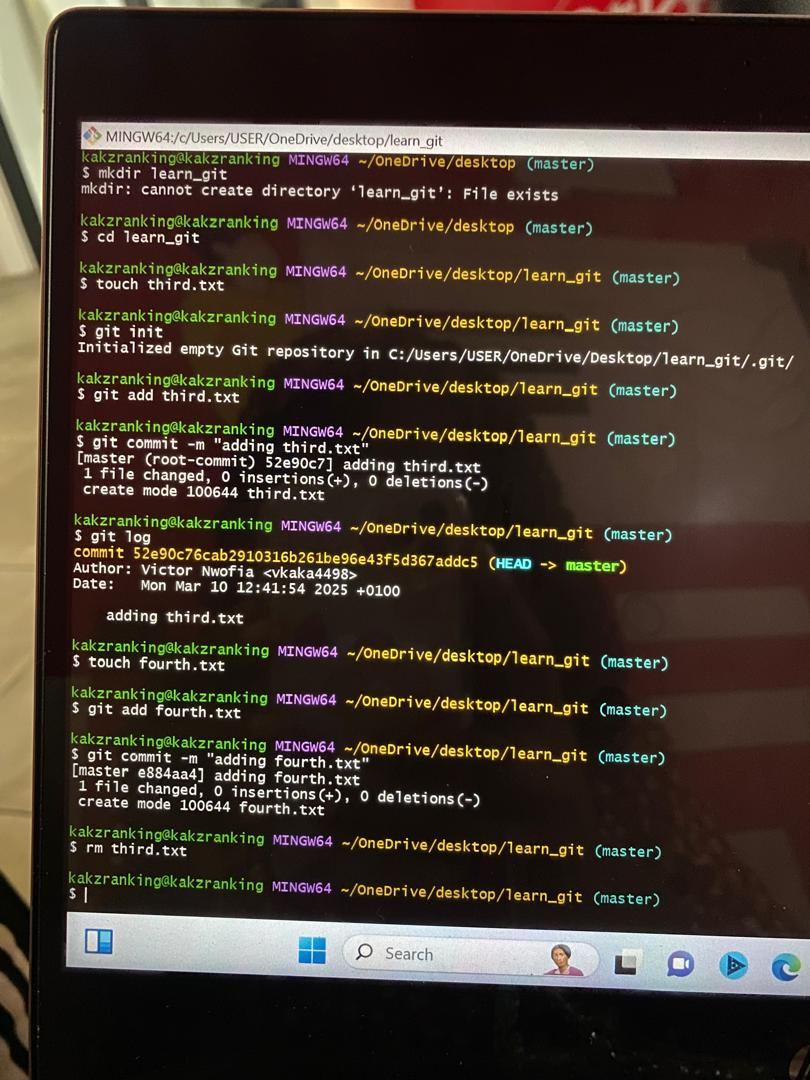 MINGW64:/c/Users/USER/OneDrive/desktop/learn_git
kakzranking@kakzranking MINGW64 ~/OneDrive/desktop (master)
$ mkdir learn_git
mkdir: cannot create directory ‘learn_git’: File exists
kakzranking@kakzranking MINGW64 ~/OneDrive/desktop (master)
$ cd learn_git
kakzranking@kakzranking MINGW64 ~/OneDrive/desktop/learn_git (master)
$ touch third.txt
kakzranking@kakzranking MINGW64 ~/OneDrive/desktop/learn_git (master)
$ git init
Initialized empty Git repository in C:/Users/USER/OneDrive/Desktop/learn_git/.git/
kakzranking@kakzranking MINGW64 ~/OneDrive/desktop/learn_git (master)
$ git add third.txt
kakzranking@kakzranking MINGW64 ~/OneDrive/desktop/learn_git (master)
$ git commit -m "adding third.txt"
[master (root-commit) 52e90c7] adding third.txt
1 file changed, 0 insertions(+), 0 deletions(-)
create mode 100644 third.txt
kakzranking@kakzranking MINGW64 ~/OneDrive/desktop/learn_git (master)
$ git log
commit 52e90c76cab2910316b261be96e43f5d367addc5 (HEAD -> master)
Author: Victor Nwofia <vkaka4498>
Date: Mon Mar 10 12:41:54 2025 +0100
adding third.txt
kakzranking@kakzranking MINGW64 ~/OneDrive/desktop/learn_git (master)
$ touch fourth.txt
kakzranking@kakzranking MINGW64 ~/OneDrive/desktop/learn_git (master)
$ git add fourth.txt
kakzranking@kakzranking MINGW64 ~/OneDrive/desktop/learn_git (master)
$ git commit -m "adding fourth.txt"
[master e884aa4] adding fourth.txt
1 file changed, 0 insertions(+), 0 deletions(-)
create mode 100644 fourth.txt
kakzranking@kakzranking MINGW64 ~/OneDrive/desktop/learn_git (master)
$ rm third.txt
kakzranking@kakzranking MINGW64 ~/OneDrive/desktop/learn_git (master)
$
Search